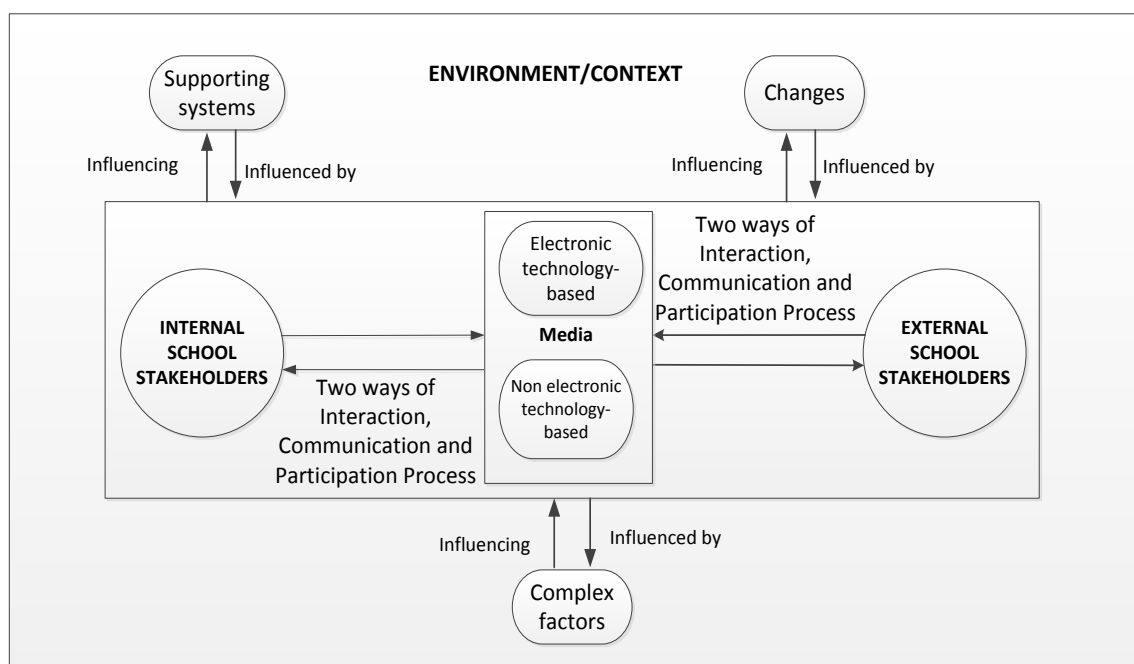 Supporting
systems
ENVIRONMENT/CONTEXT
Changes
Influencing
Influenced by
Influencing
Influenced by
INTERNAL
SCHOOL
STAKEHOLDERS
Two ways of
Interaction,
Communication and
Participation Process
Electronic
technology-
based
Media
Non electronic
technology-
based
Two ways of
Interaction,
Communication and
Participation Process
EXTERNAL
SCHOOL
STAKEHOLDERS
Influencing
Influenced by
Complex
factors